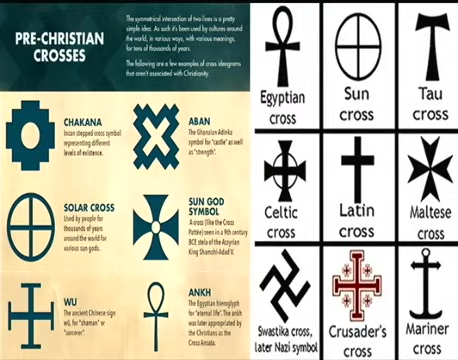 PRE-CHRISTIAN
CROSSES
The symmetrical intersection of two lines is a pretty
simple idea. As such it's been used by cultures around
the world, in various ways, with various meanings,
for tens of thousands of years.
The following are a few examples of cross ideograms
that aren't associated with Christianity.
CHAKANA
Incan stepped cross symbol
representing different
levels of existence.
ABAN
The Ghanaian Adinkra
symbol for "castle" as well
as "strength".
SOLAR CROSS
Used by people for
thousands of years
around the world for
various sun gods.
SUN GOD
SYMBOL
A cross (like the Cross
Pattée) seen in a 9th century
BCE stela of the Assyrian
King Shamshi-Adad V.
WU
The ancient Chinese sign
wū, for "shaman" or
"sorcerer".
ANKH
The Egyptian hieroglyph
for "eternal life". The ankh
was later appropriated by
the Christians as the
Cross Ansata.
Egyptian
cross
Sun
cross
Tau
cross
Celtic
cross
Latin
cross
Maltese
cross
Swastika cross,
later Nazi symbol
Crusader's
cross
Mariner
cross